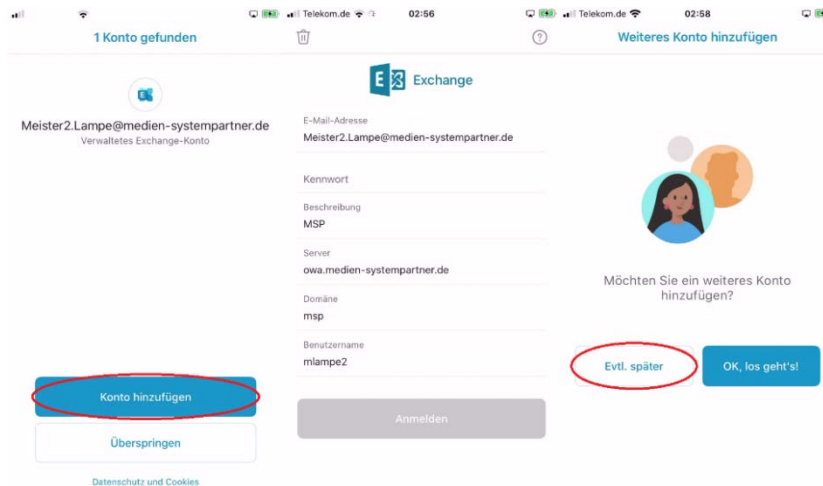 1 Konto gefunden
Meister2.Lampe@medien-systempartner.de
Verwaltetes Exchange-Konto
Konto hinzufügen
Überspringen
Datenschutz und Cookies
Telekom.de 02:56
Exchange
E-Mail-Adresse
Meister2.Lampe@medien-systempartner.de
Kennwort
Beschreibung
MSP
Server
owa.medien-systempartner.de
Domäne
msp
Benutzername
mlampe2
Anmelden
Telekom.de 02:58
Weiteres Konto hinzufügen
Möchten Sie ein weiteres Konto
hinzufügen?
Evtl. später
OK, los geht's!